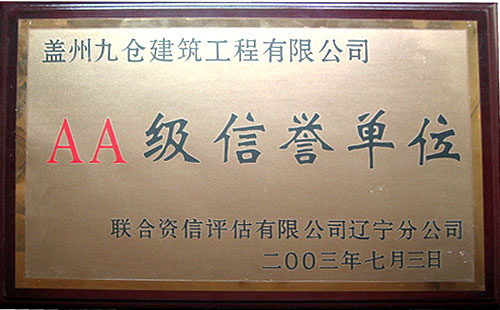 盖州九仓建筑工程有限公司
AA级信誉单位
联合资信评估有限公司辽宁分公司
二〇〇三年七月三日